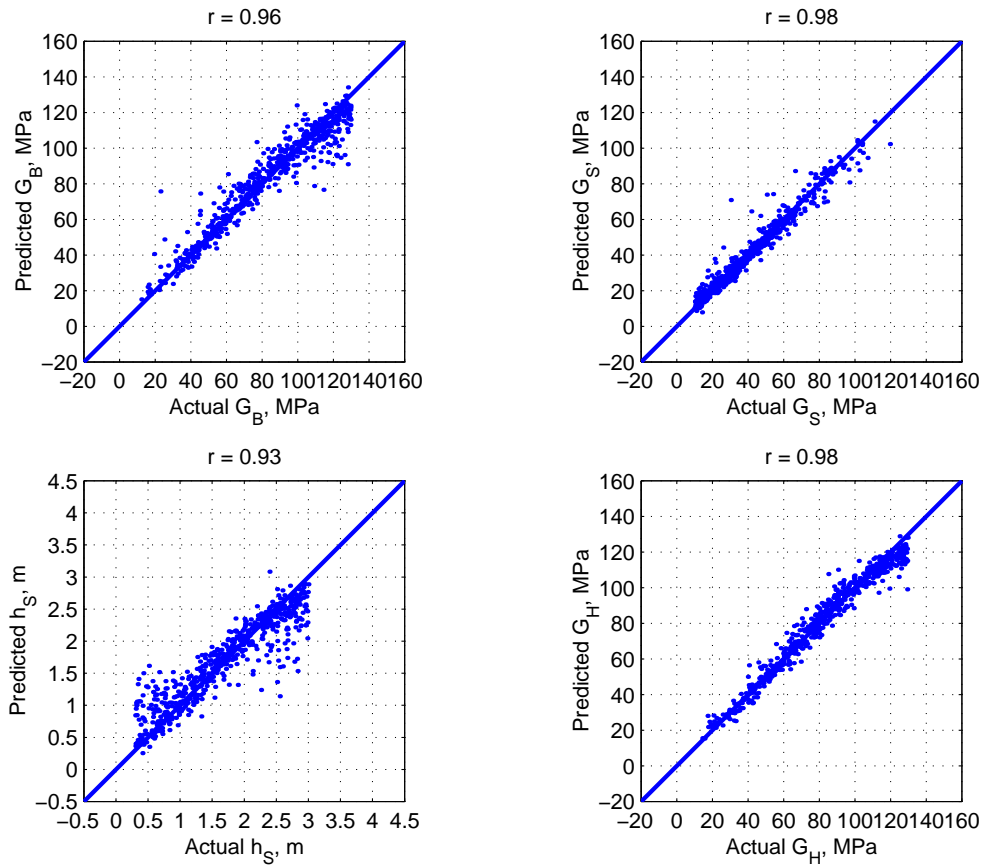 r = 0.96
160
140
120
100
80
60
40
20
0
−20
−20 0 20 40 60 80 100120140160
Predicted G_B, MPa
Actual G_B, MPa
r = 0.98
160
140
120
100
80
60
40
20
0
−20
−20 0 20 40 60 80 100120140160
Predicted G_S, MPa
Actual G_S, MPa
r = 0.93
4.5
3.5
3
2.5
2
1.5
1
0.5
0
−0.5
−0.5 0 0.5 1 1.5 2 2.5 3 3.5 4.5
Predicted h_S, m
Actual h_S, m
r = 0.98
160
140
120
100
80
60
40
20
0
−20
−20 0 20 40 60 80 100120140160
Predicted G_H, MPa
Actual G_H, MPa